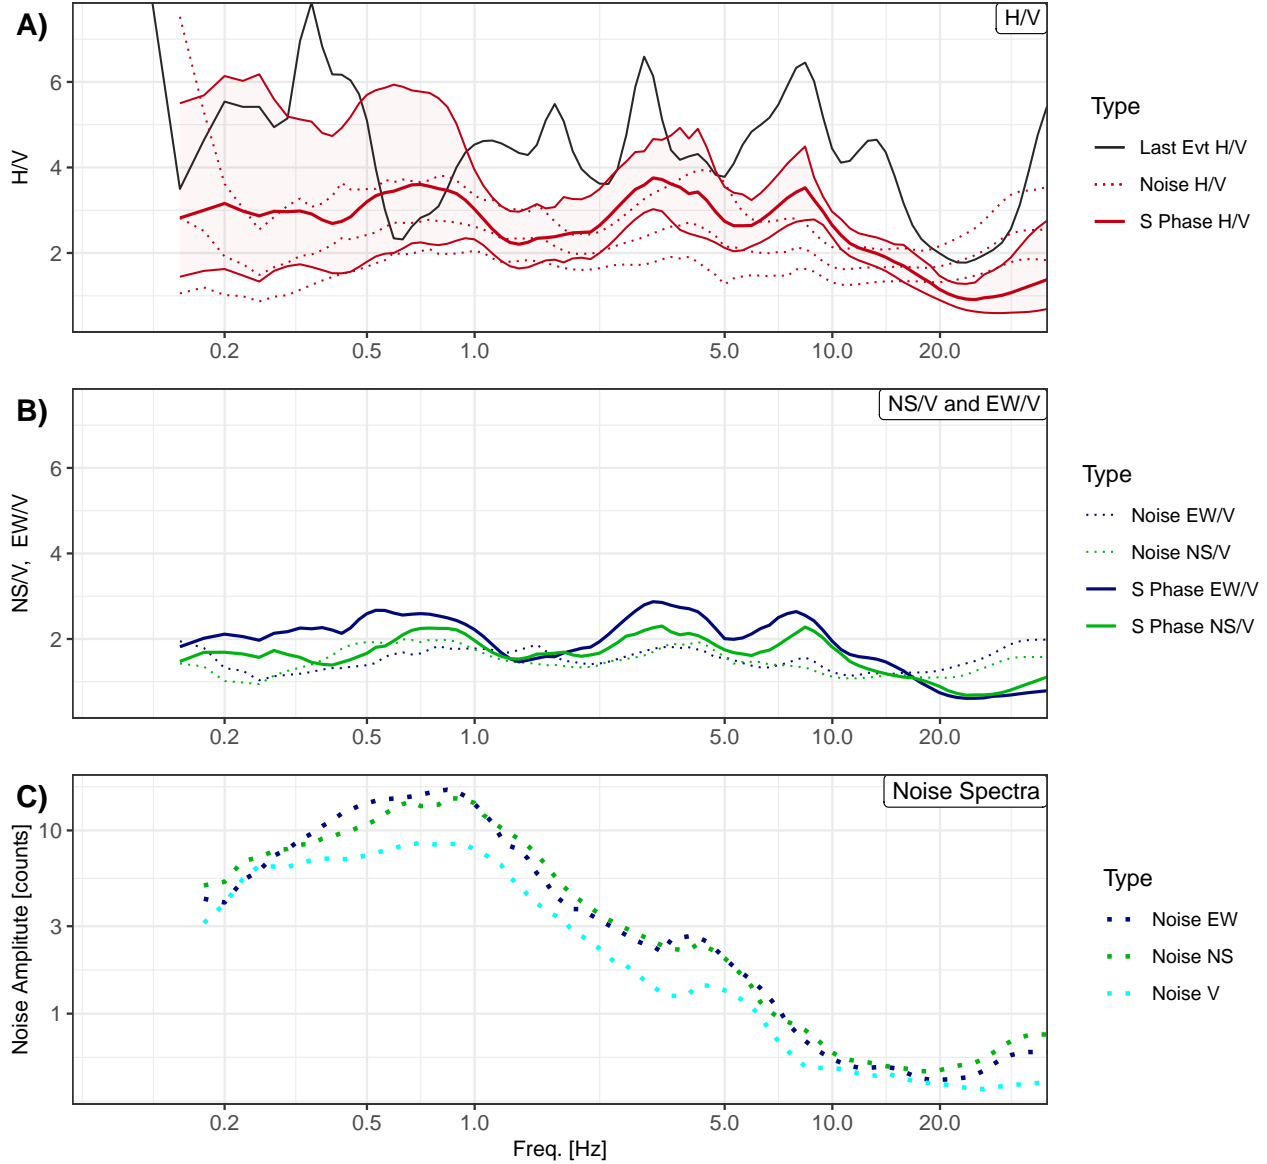 A)
H/V
6
4
2
H/V
0.2 0.5 1.0 5.0 10.0 20.0
Type
Last Evt H/V
Noise H/V
S Phase H/V
B)
NS/V and EW/V
6
4
2
NS/V, EW/V
0.2 0.5 1.0 5.0 10.0 20.0
Type
Noise EW/V
Noise NS/V
S Phase EW/V
S Phase NS/V
C)
Noise Spectra
10
3
1
Noise Amplitute [counts]
0.2 0.5 1.0 5.0 10.0 20.0
Freq. [Hz]
Type
Noise EW
Noise NS
Noise V